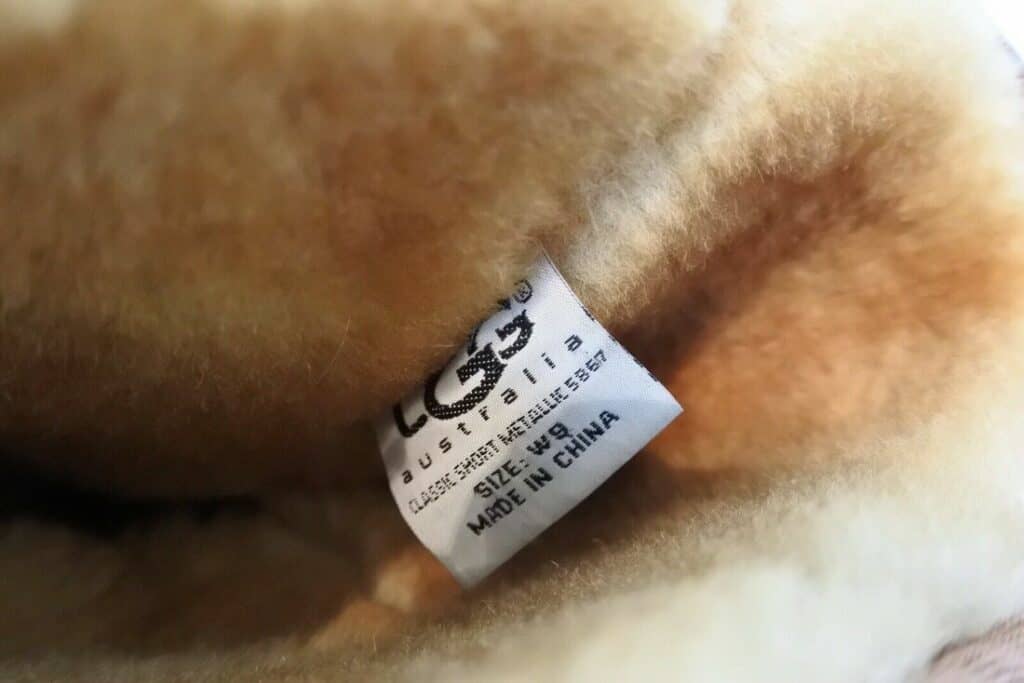 UGG®
australia
CLASSIC SHORT METALLIC 5867
SIZE: W9
MADE IN CHINA